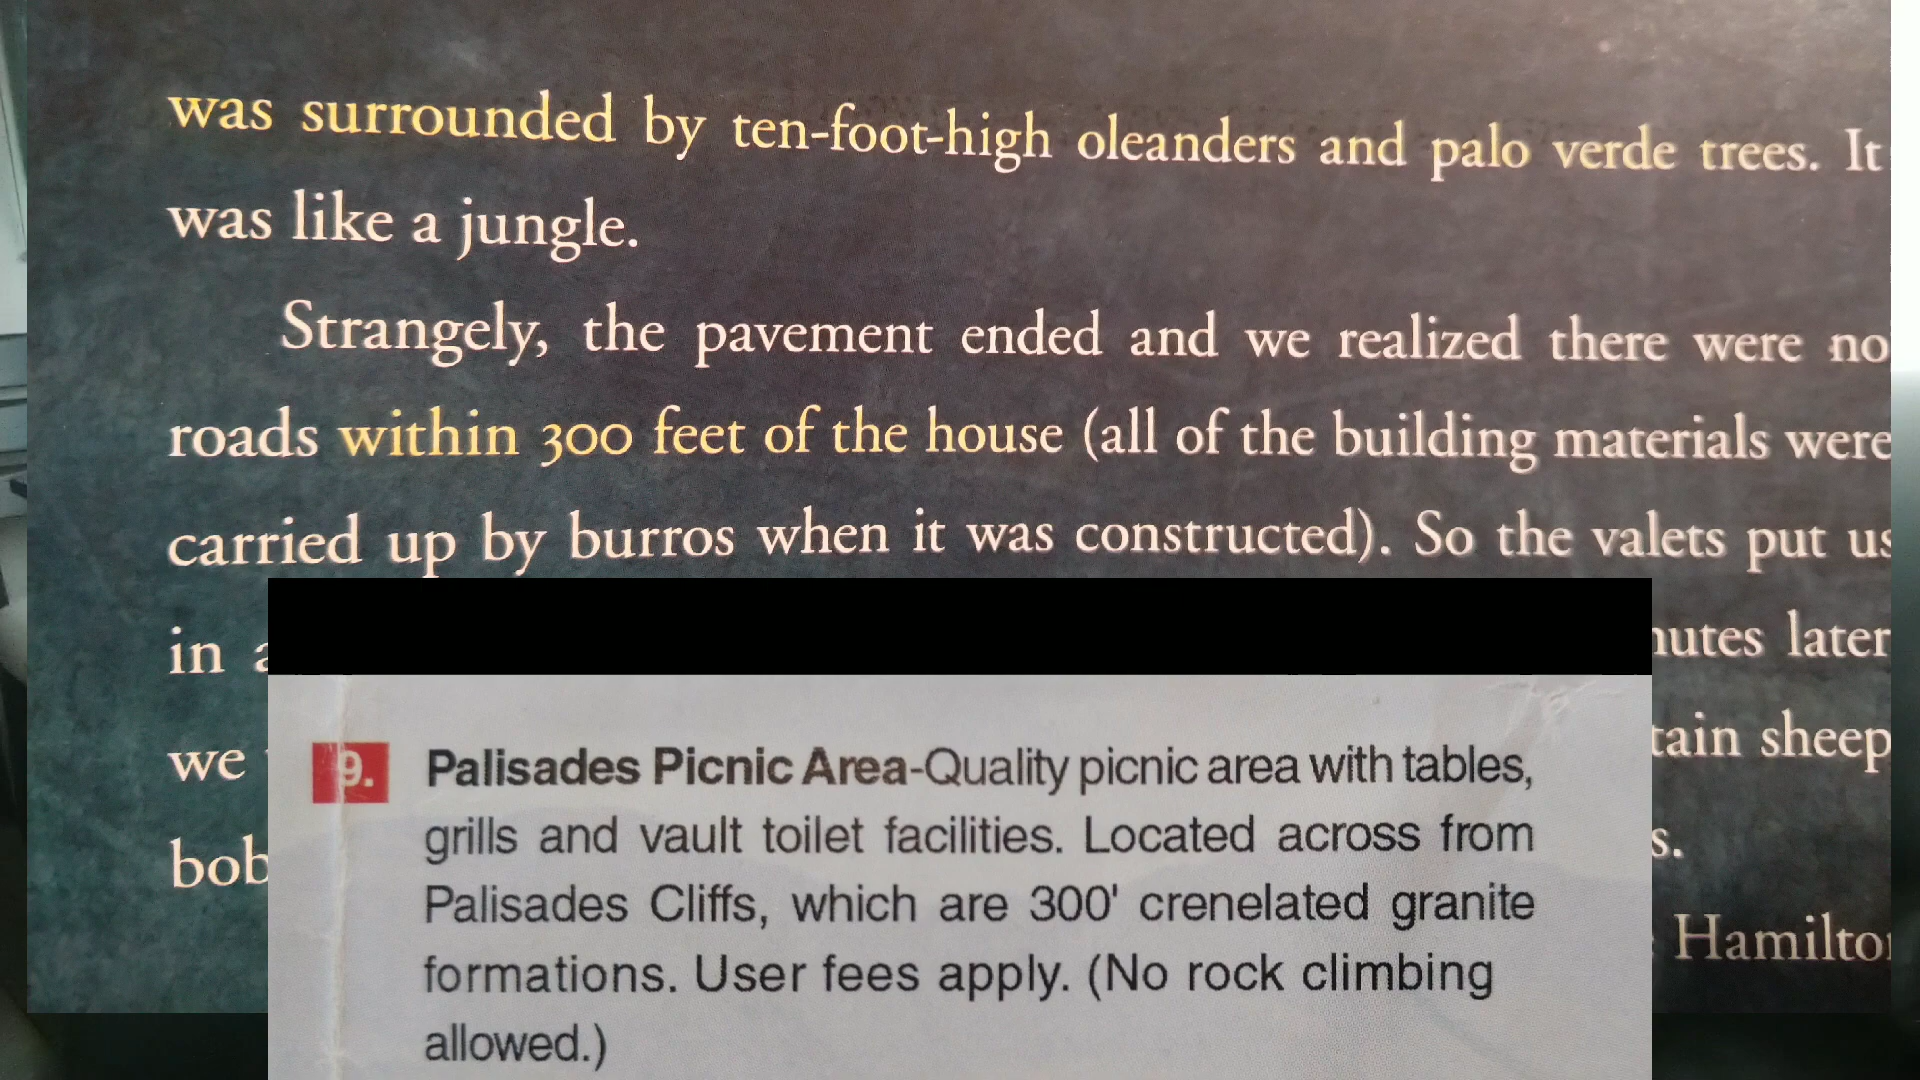 was surrounded by ten-foot-high oleanders and palo verde trees. It
was like a jungle.
Strangely, the pavement ended and we realized there were no
roads within 300 feet of the house (all of the building materials were
carried up by burros when it was constructed). So the valets put us
in later
we sheep
Hamilton
9. Palisades Picnic Area-Quality picnic area with tables,
grills and vault toilet facilities. Located across from
Palisades Cliffs, which are 300' crenelated granite
formations. User fees apply. (No rock climbing
allowed.)